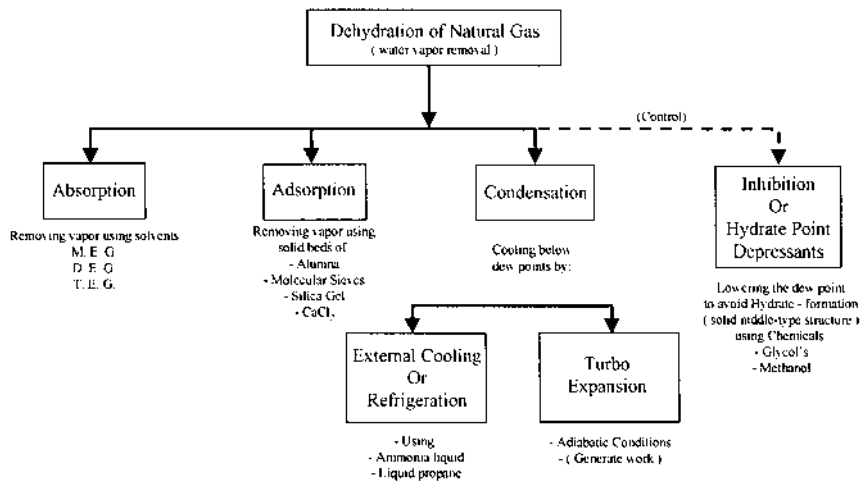 Dehydration of Natural Gas
( water vapor removal )
(Control)
Absorption
Removing vapor using solvents
M. E. G
D. E. G
T. E. G.
Adsorption
Removing vapor using
solid beds of
- Alumna
- Molecular Sieves
- Silica Gel
- CaCl₂
Condensation
Cooling below
dew points by:
External Cooling
Or
Refrigeration
- Using
- Ammonia liquid
- Liquid propane
Turbo
Expansion
- Adiabatic Conditions
- ( Generate work )
Inhibition
Or
Hydrate Point
Depressants
Lowering the dew point
to avoid Hydrate - formation
( solid middle-type structure )
using Chemicals
- Glycol's
- Methanol